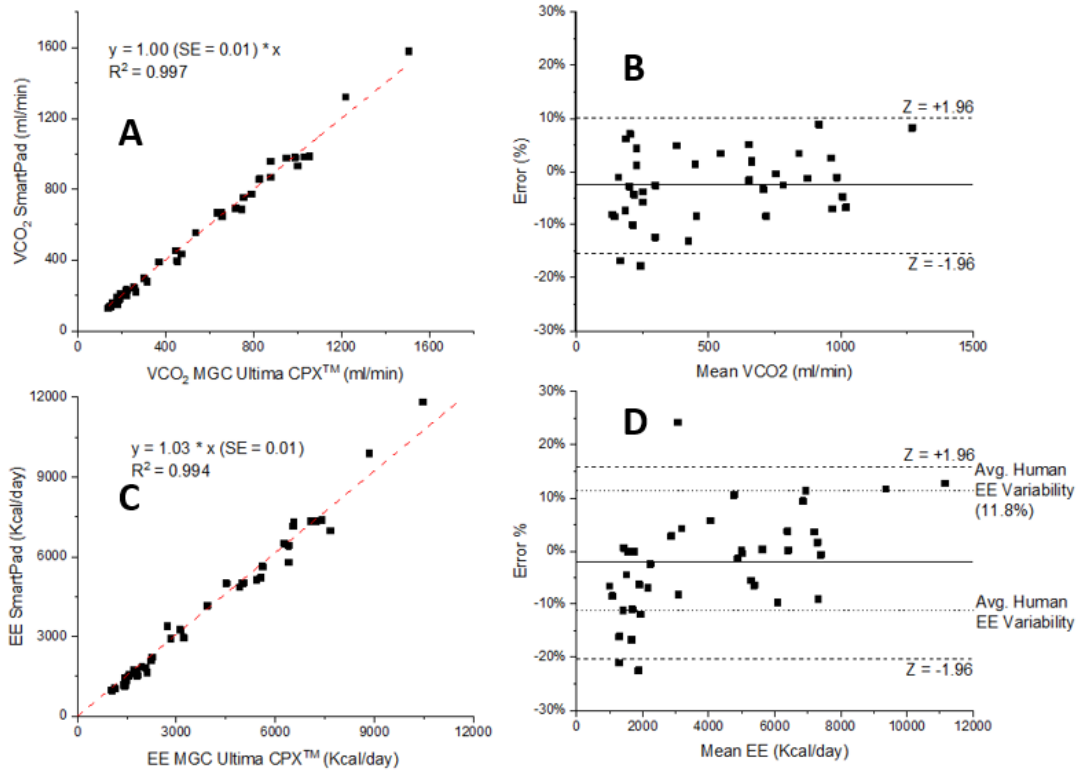 y = 1.00 (SE = 0.01) * x
R² = 0.997
A
VCO₂ SmartPad (ml/min)
1600
1200
800
400
0
0 400 800 1200 1600
VCO₂ MGC Ultima CPX™ (ml/min)
B
Error (%)
30%
20%
10%
0%
-10%
-20%
-30%
Z = +1.96
Z = -1.96
0 500 1000 1500
Mean VCO2 (ml/min)
y = 1.03 * x (SE = 0.01)
R² = 0.994
C
EE SmartPad (Kcal/day)
12000
9000
6000
3000
0
0 3000 6000 9000 12000
EE MGC Ultima CPX™ (Kcal/day)
D
Error %
30%
20%
10%
0%
-10%
-20%
-30%
Z = +1.96
Avg. Human
EE Variability
(11.8%)
Avg. Human
EE Variability
Z = -1.96
0 2000 4000 6000 8000 10000 12000
Mean EE (Kcal/day)